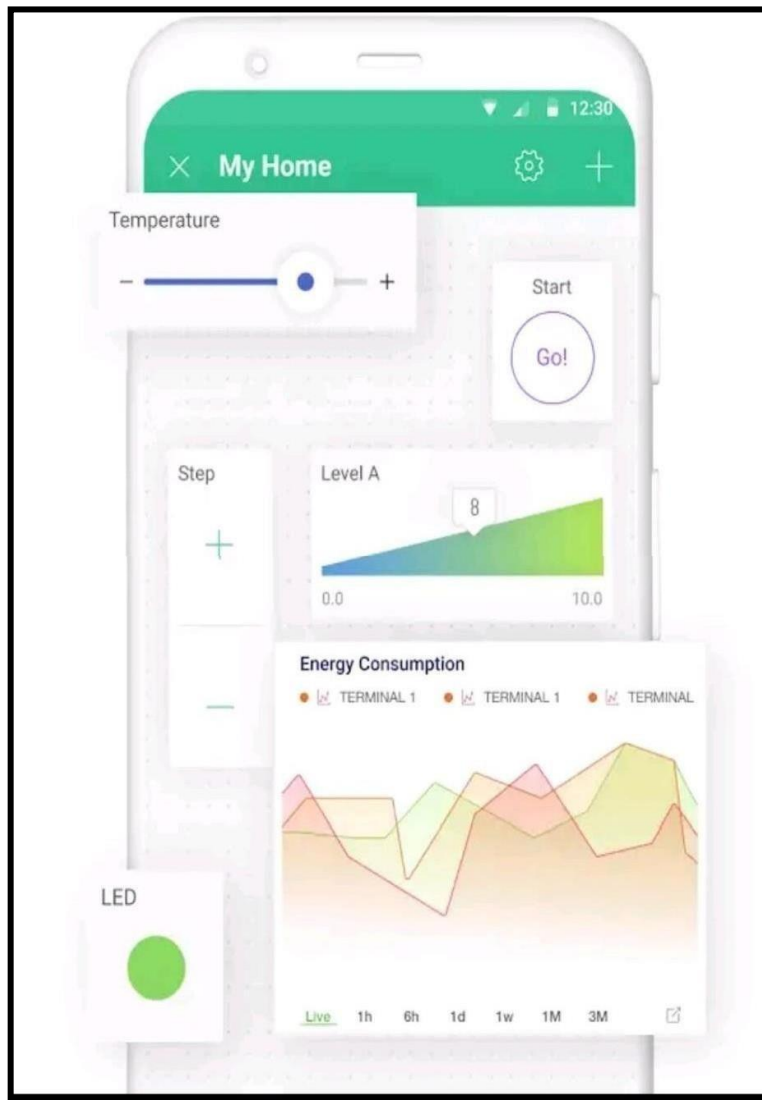 12:30
My Home
Temperature
− +
Start
Go!
Step
+
−
Level A
8
0.0 10.0
Energy Consumption
TERMINAL 1 TERMINAL 1 TERMINAL
LED
Live 1h 6h 1d 1w 1M 3M